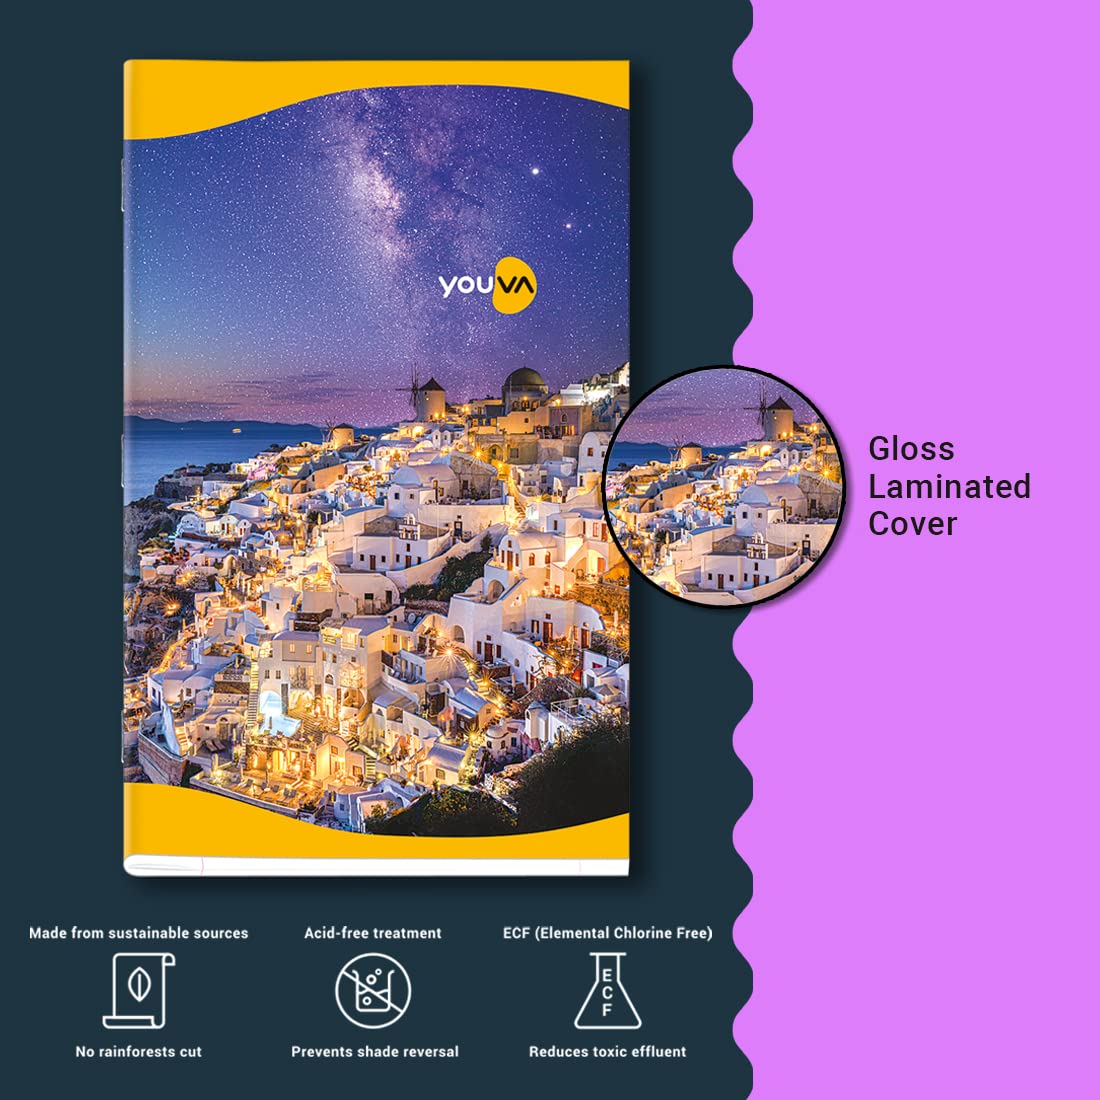 youva
Gloss
Laminated
Cover
Made from sustainable sources
No rainforests cut
Acid-free treatment
Prevents shade reversal
ECF (Elemental Chlorine Free)
E
C
F
Reduces toxic effluent